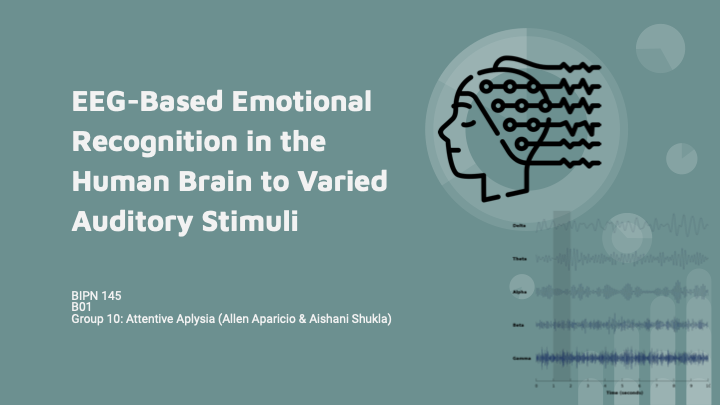 EEG-Based Emotional
Recognition in the
Human Brain to Varied
Auditory Stimuli
BIPN 145
B01
Group 10: Attentive Aplysia (Allen Aparicio & Aishani Shukla)
Delta
Theta
Alpha
Beta
Gamma
Time (seconds)